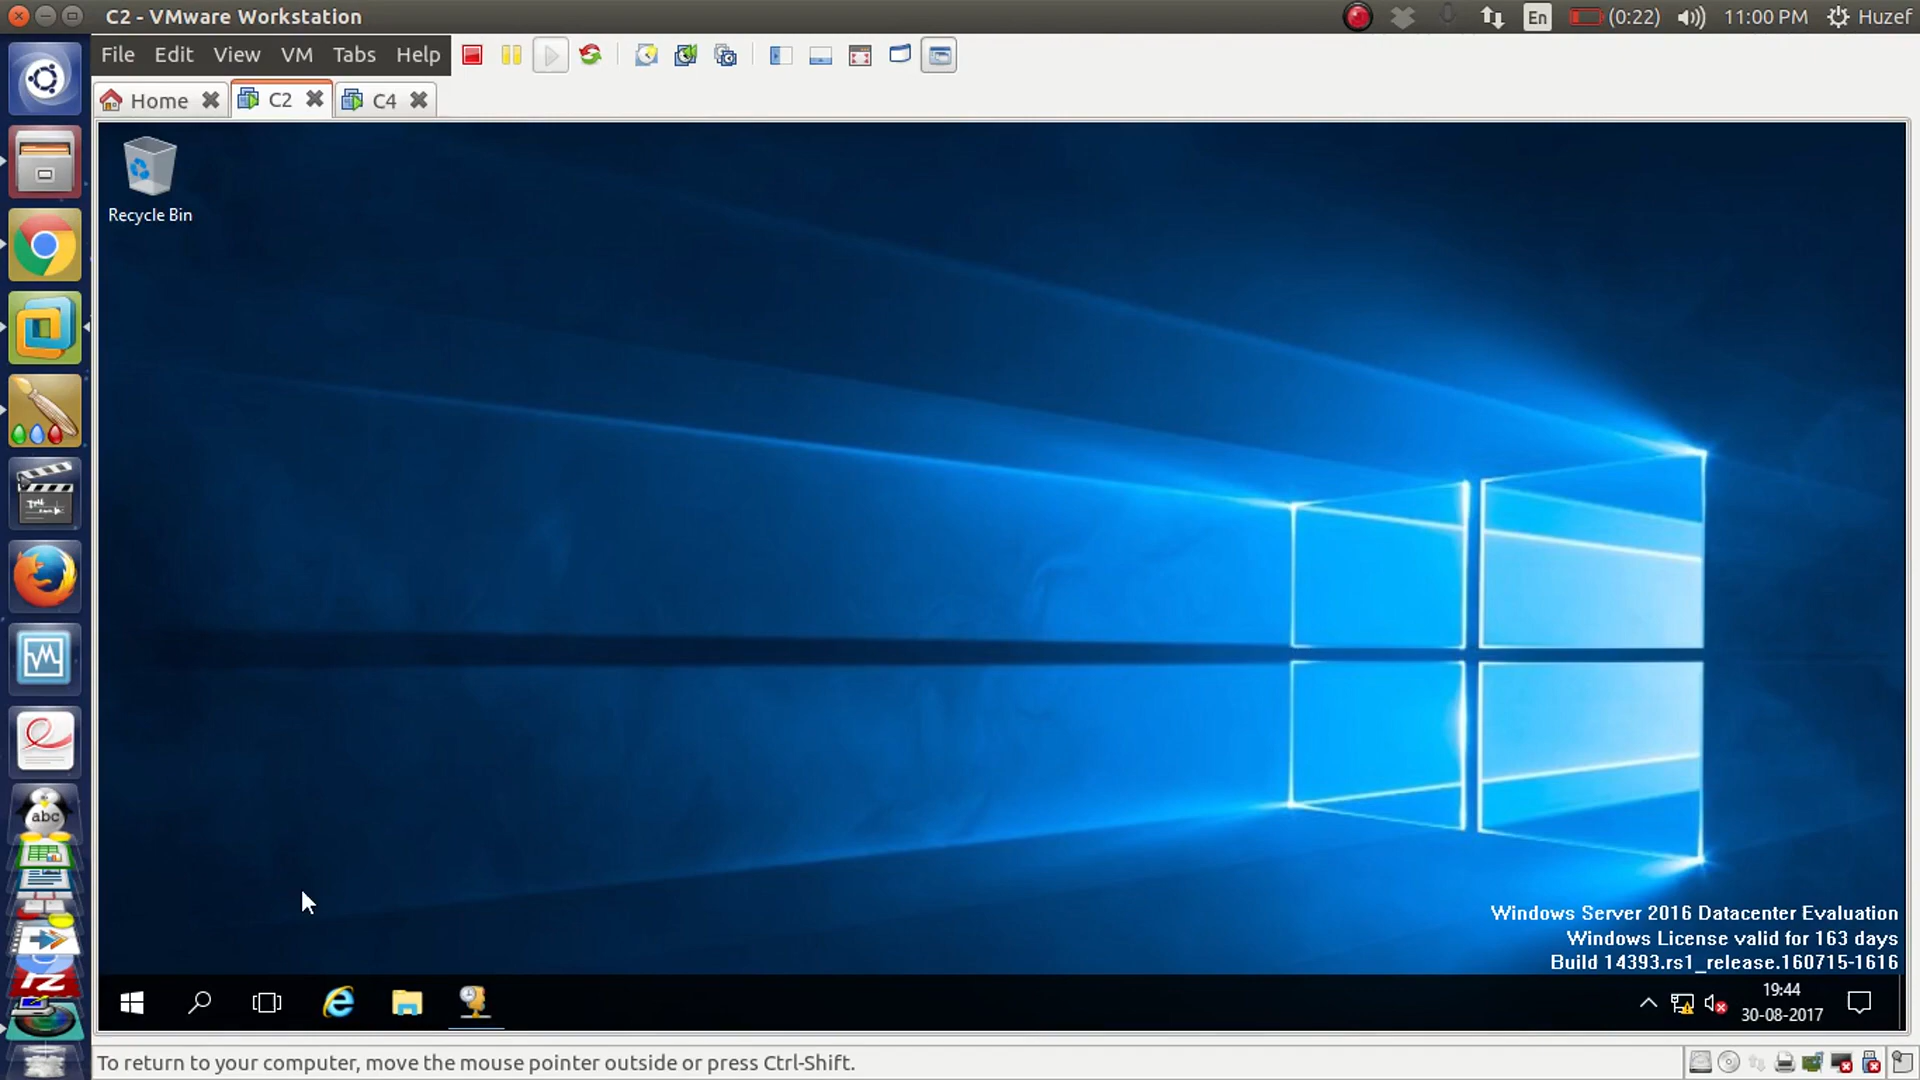 C2 - VMware Workstation
En
(0:22)
11:00 PM
Huzef
File Edit View VM Tabs Help
Home
C2
C4
Recycle Bin
abc
Windows Server 2016 Datacenter Evaluation
Windows License valid for 163 days
Build 14393.rs1_release.160715-1616
19:44
30-08-2017
To return to your computer, move the mouse pointer outside or press Ctrl-Shift.